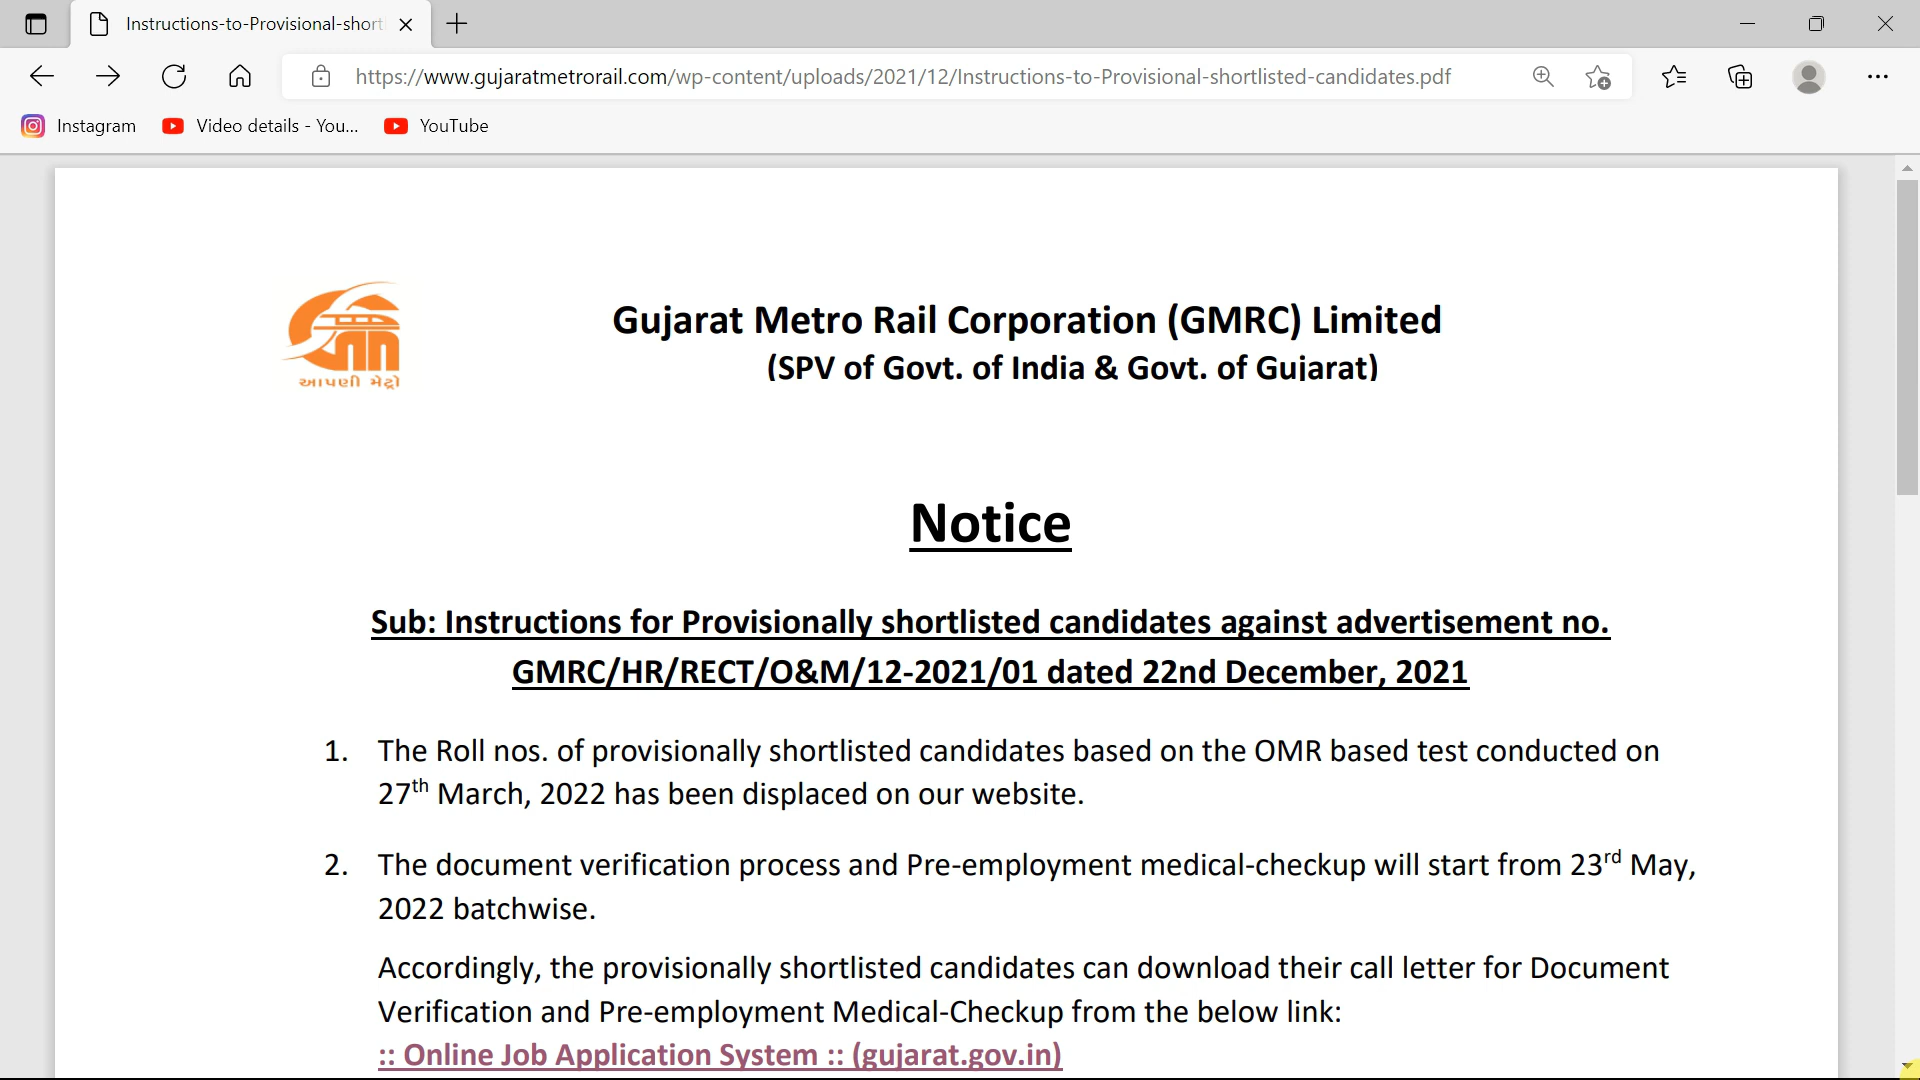 Instructions-to-Provisional-short
https://www.gujaratmetrorail.com/wp-content/uploads/2021/12/Instructions-to-Provisional-shortlisted-candidates.pdf
Instagram
Video details - You...
YouTube
આપણી મેટ્રો
Gujarat Metro Rail Corporation (GMRC) Limited
(SPV of Govt. of India & Govt. of Gujarat)
Notice
Sub: Instructions for Provisionally shortlisted candidates against advertisement no.
GMRC/HR/RECT/O&M/12-2021/01 dated 22nd December, 2021
1. The Roll nos. of provisionally shortlisted candidates based on the OMR based test conducted on
27th March, 2022 has been displaced on our website.
2. The document verification process and Pre-employment medical-checkup will start from 23rd May,
2022 batchwise.
Accordingly, the provisionally shortlisted candidates can download their call letter for Document
Verification and Pre-employment Medical-Checkup from the below link:
:: Online Job Application System :: (gujarat.gov.in)